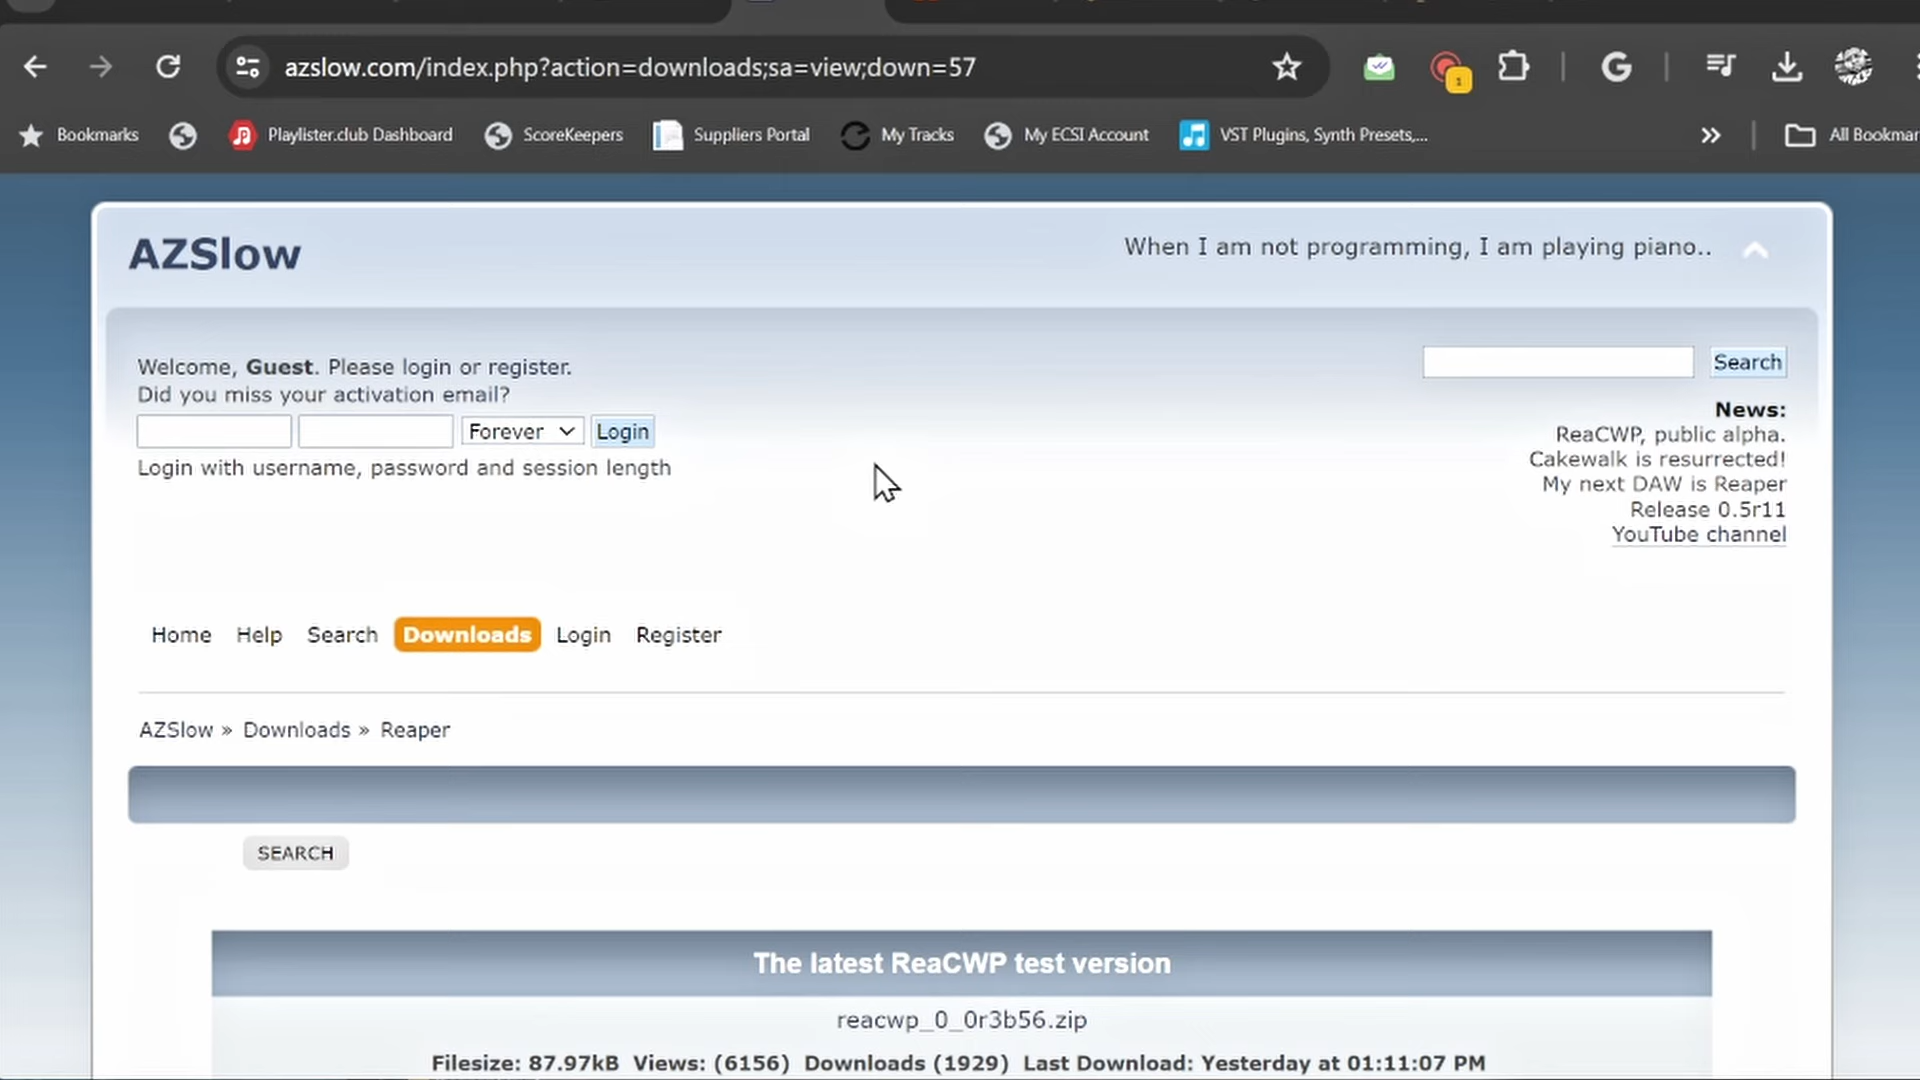 azslow.com/index.php?action=downloads;sa=view;down=57
1
Bookmarks
Playlister.club Dashboard
ScoreKeepers
Suppliers Portal
My Tracks
My ECSI Account
VST Plugins, Synth Presets,...
All Bookmar
AZSlow
When I am not programming, I am playing piano..
Welcome, Guest. Please login or register.
Did you miss your activation email?
Forever
Login
Login with username, password and session length
Search
News:
ReaCWP, public alpha.
Cakewalk is resurrected!
My next DAW is Reaper
Release 0.5r11
YouTube channel
Home Help Search Downloads Login Register
AZSlow » Downloads » Reaper
SEARCH
The latest ReaCWP test version
reacwp_0_0r3b56.zip
Filesize: 87.97kB Views: (6156) Downloads (1929) Last Download: Yesterday at 01:11:07 PM